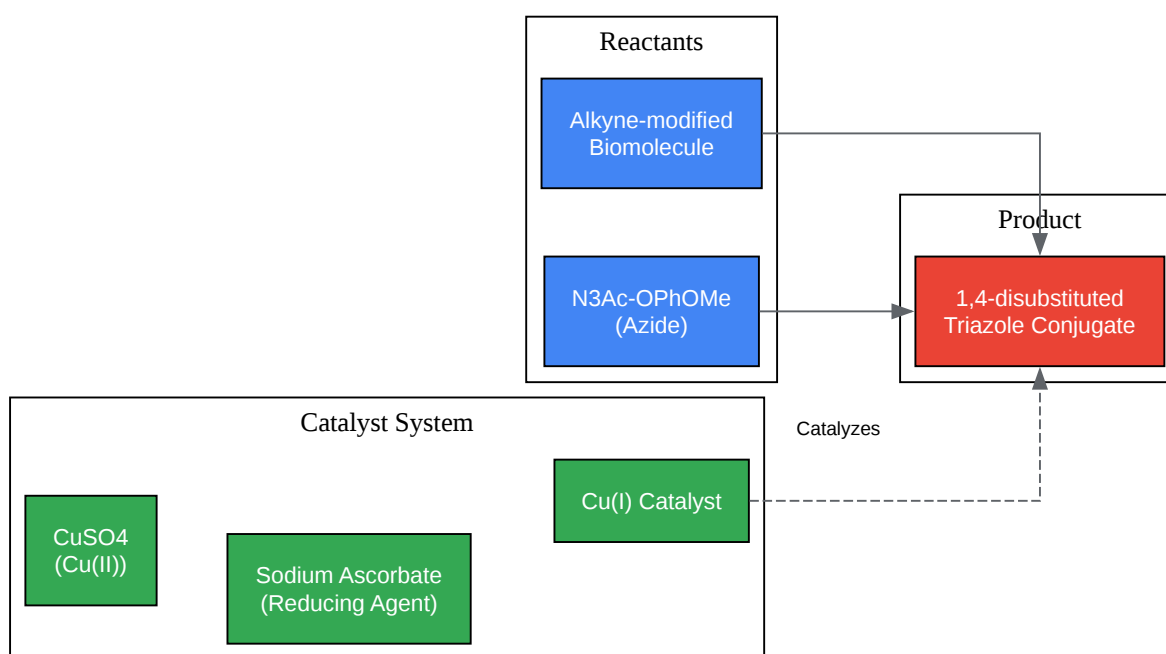 Reactants
Alkyne-modified
Biomolecule
N3Ac-OPhOMe
(Azide)
Product
1,4-disubstituted
Triazole Conjugate
Catalyst System
Catalyzes
Cu(I) Catalyst
CuSO4
(Cu(II))
Sodium Ascorbate
(Reducing Agent)